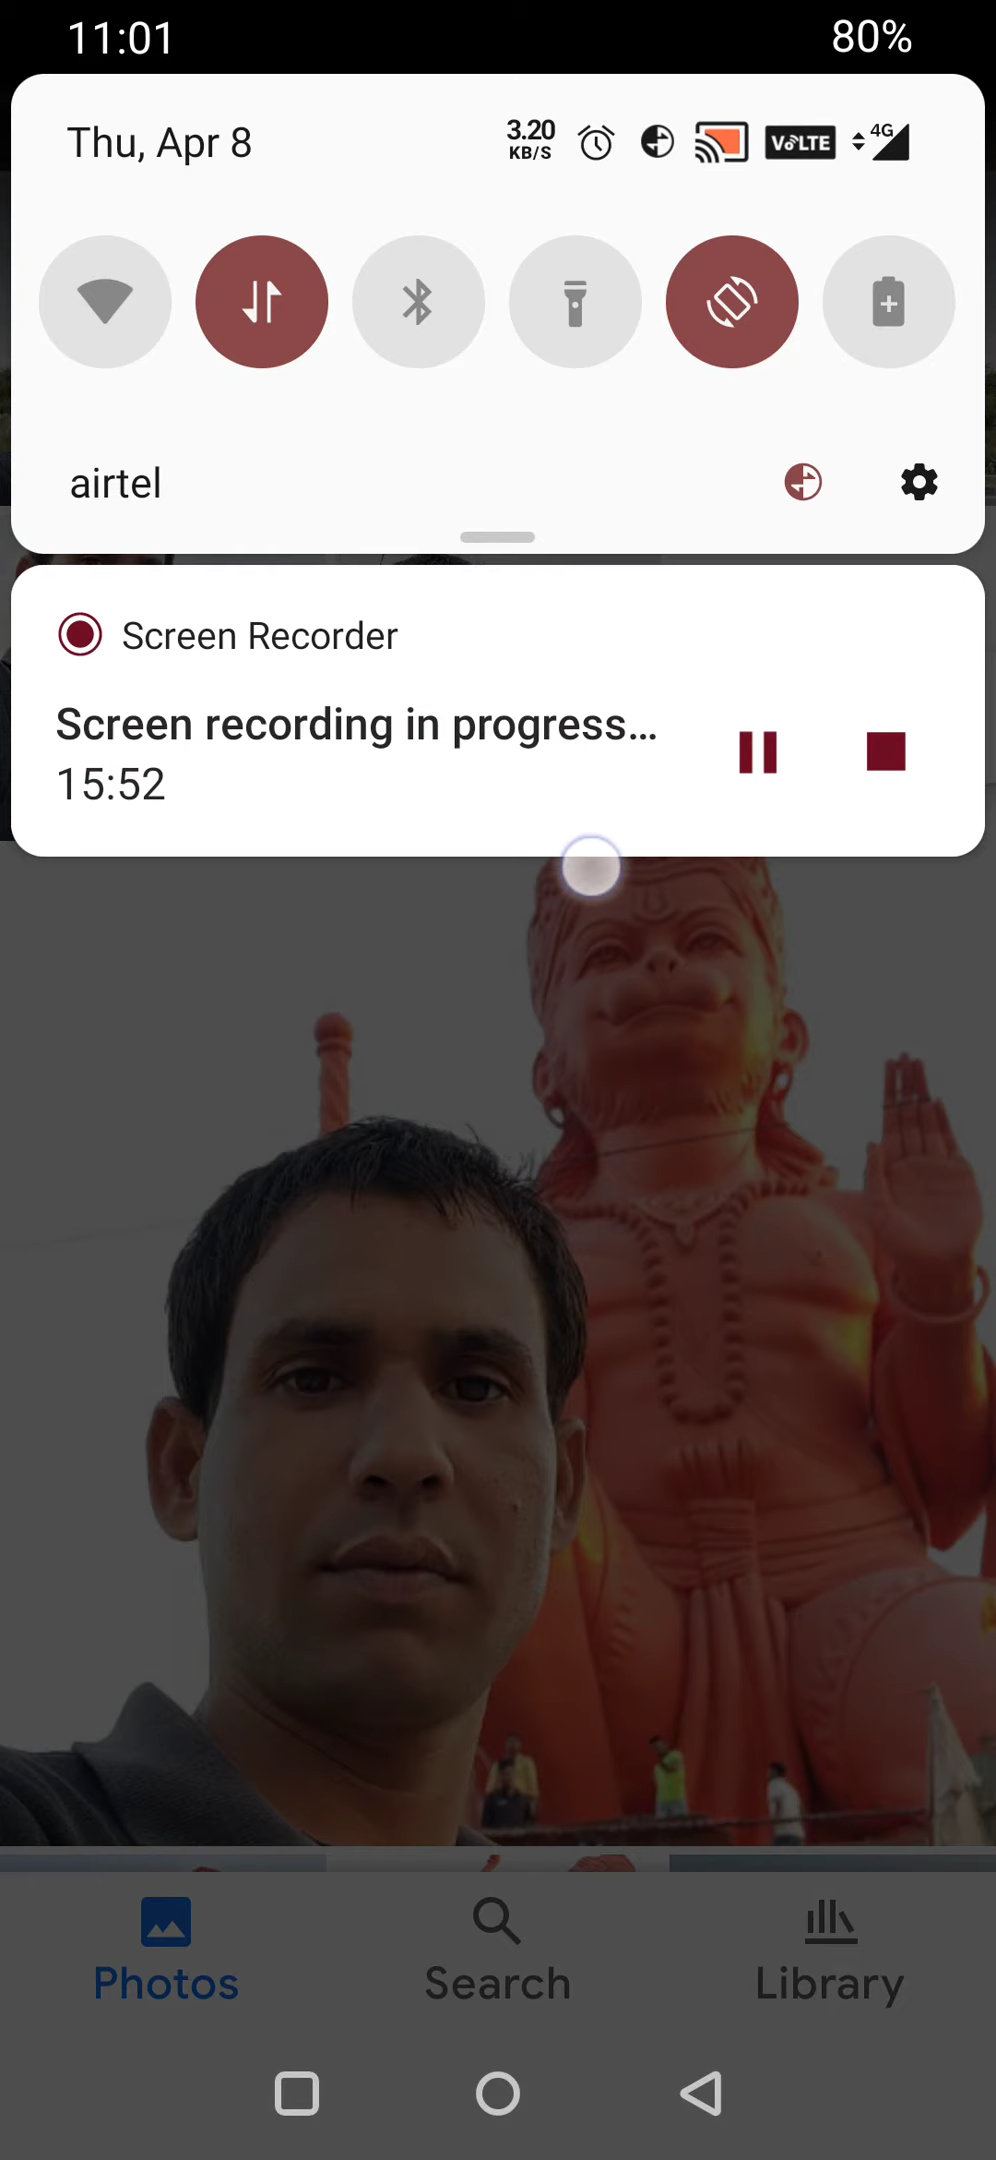 11:01 80%
Thu, Apr 8 3.20 KB/S VoLTE 4G
airtel
Screen Recorder
Screen recording in progress...
15:52
Photos Search Library